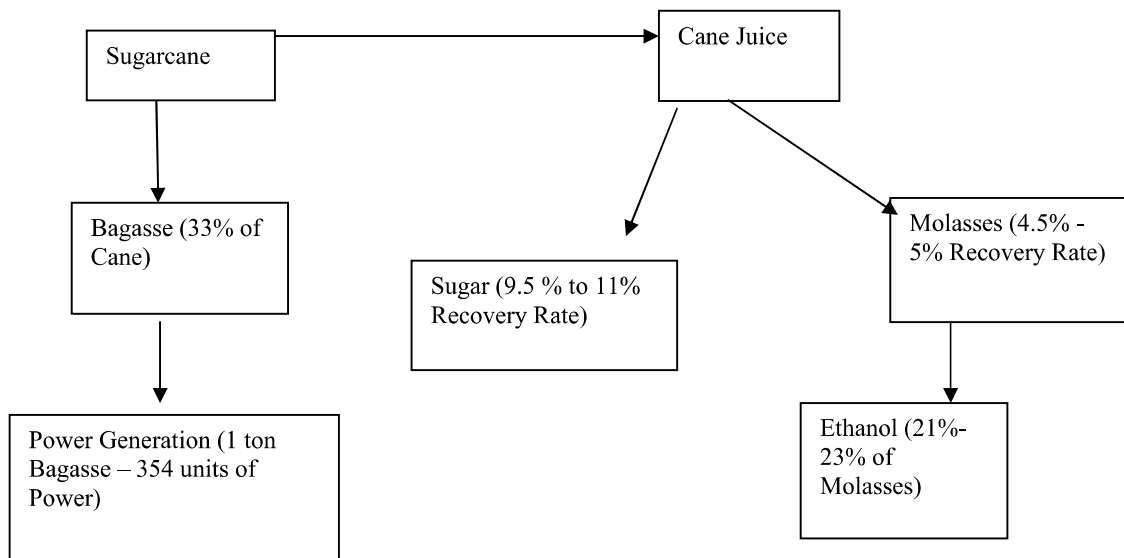 Sugarcane
Cane Juice
Bagasse (33% of
Cane)
Sugar (9.5 % to 11%
Recovery Rate)
Molasses (4.5% -
5% Recovery Rate)
Power Generation (1 ton
Bagasse – 354 units of
Power)
Ethanol (21%-
23% of
Molasses)